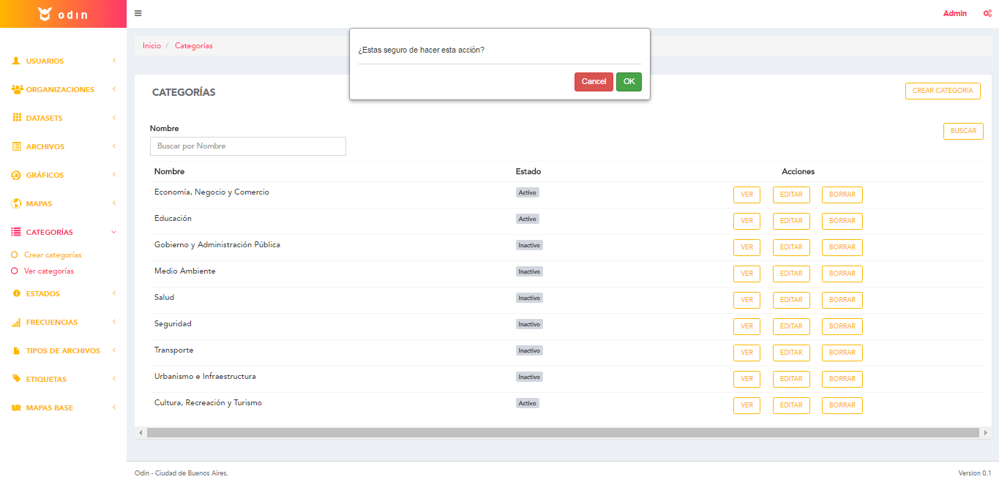 odin
Admin
¿Estas seguro de hacer esta acción?
Cancel OK
Inicio / Categorías
USUARIOS
ORGANIZACIONES
DATASETS
ARCHIVOS
GRÁFICOS
MAPAS
CATEGORÍAS
Crear categorías
Ver categorías
ESTADOS
FRECUENCIAS
TIPOS DE ARCHIVOS
ETIQUETAS
MAPAS BASE
CATEGORÍAS
CREAR CATEGORÍA
Nombre
BUSCAR
Buscar por Nombre
Nombre Estado Acciones
Economía, Negocio y Comercio Activo VER EDITAR BORRAR
Educación Activo VER EDITAR BORRAR
Gobierno y Administración Pública Inactivo VER EDITAR BORRAR
Medio Ambiente Inactivo VER EDITAR BORRAR
Salud Inactivo VER EDITAR BORRAR
Seguridad Inactivo VER EDITAR BORRAR
Transporte Inactivo VER EDITAR BORRAR
Urbanismo e Infraestructura Inactivo VER EDITAR BORRAR
Cultura, Recreación y Turismo Activo VER EDITAR BORRAR
Odin - Ciudad de Buenos Aires.
Version 0.1